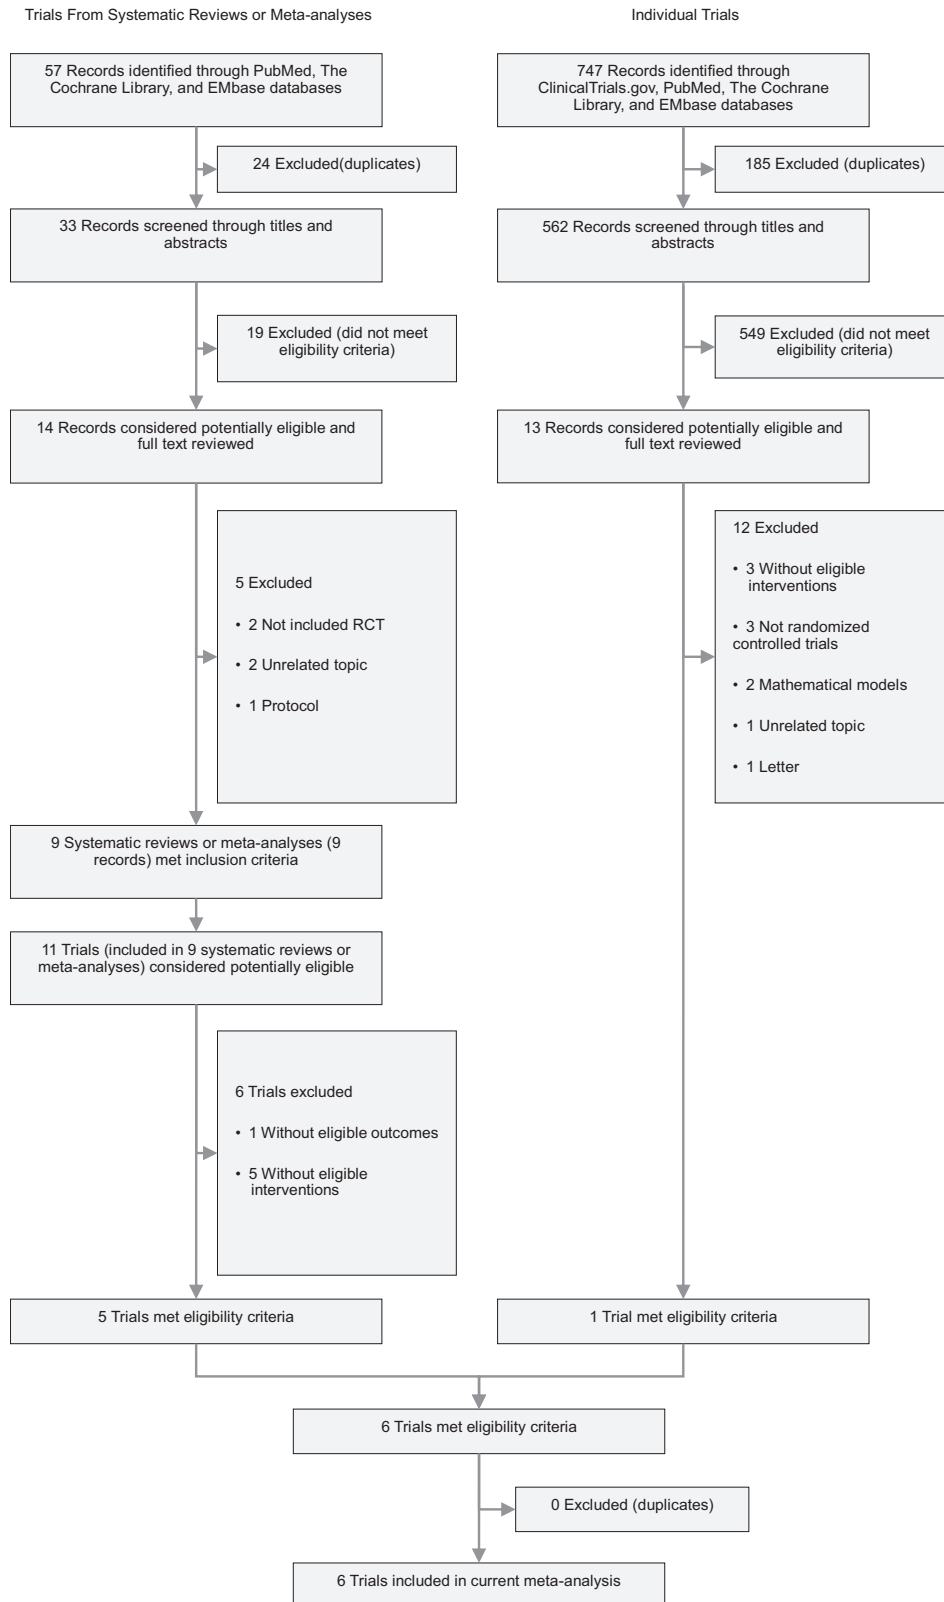 Trials From Systematic Reviews or Meta-analyses
57 Records identified through PubMed, The
Cochrane Library, and EMbase databases
24 Excluded(duplicates)
33 Records screened through titles and
abstracts
19 Excluded (did not meet
eligibility criteria)
14 Records considered potentially eligible and
full text reviewed
5 Excluded
• 2 Not included RCT
• 2 Unrelated topic
• 1 Protocol
9 Systematic reviews or meta-analyses (9
records) met inclusion criteria
11 Trials (included in 9 systematic reviews or
meta-analyses) considered potentially eligible
6 Trials excluded
• 1 Without eligible outcomes
• 5 Without eligible
interventions
5 Trials met eligibility criteria
Individual Trials
747 Records identified through
ClinicalTrials.gov, PubMed, The Cochrane
Library, and EMbase databases
185 Excluded (duplicates)
562 Records screened through titles and
abstracts
549 Excluded (did not meet
eligibility criteria)
13 Records considered potentially eligible and
full text reviewed
12 Excluded
• 3 Without eligible
interventions
• 3 Not randomized
controlled trials
• 2 Mathematical models
• 1 Unrelated topic
• 1 Letter
1 Trial met eligibility criteria
6 Trials met eligibility criteria
0 Excluded (duplicates)
6 Trials included in current meta-analysis